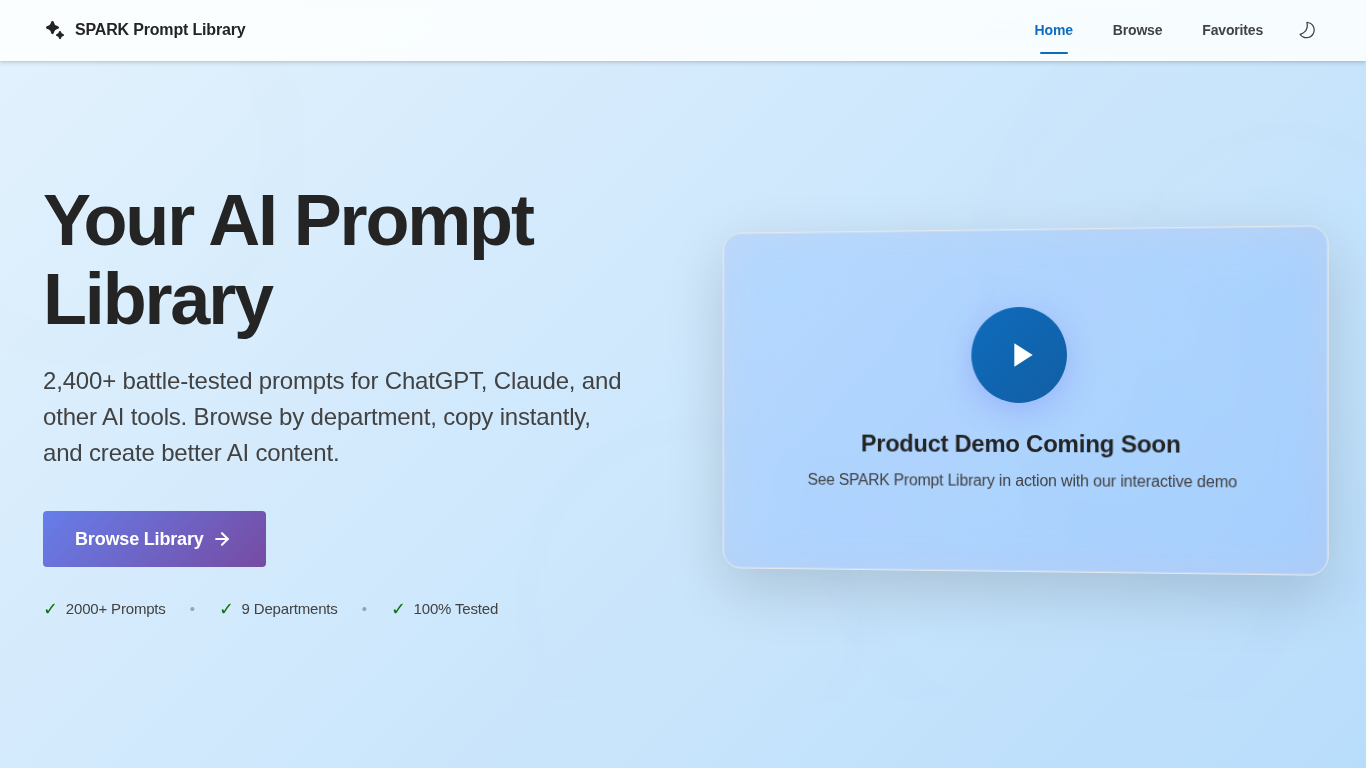 SPARK Prompt Library
Home
Browse
Favorites
Your AI Prompt
Library
2,400+ battle-tested prompts for ChatGPT, Claude, and
other AI tools. Browse by department, copy instantly,
and create better AI content.
Browse Library →
✓ 2000+ Prompts • ✓ 9 Departments • ✓ 100% Tested
Product Demo Coming Soon
See SPARK Prompt Library in action with our interactive demo